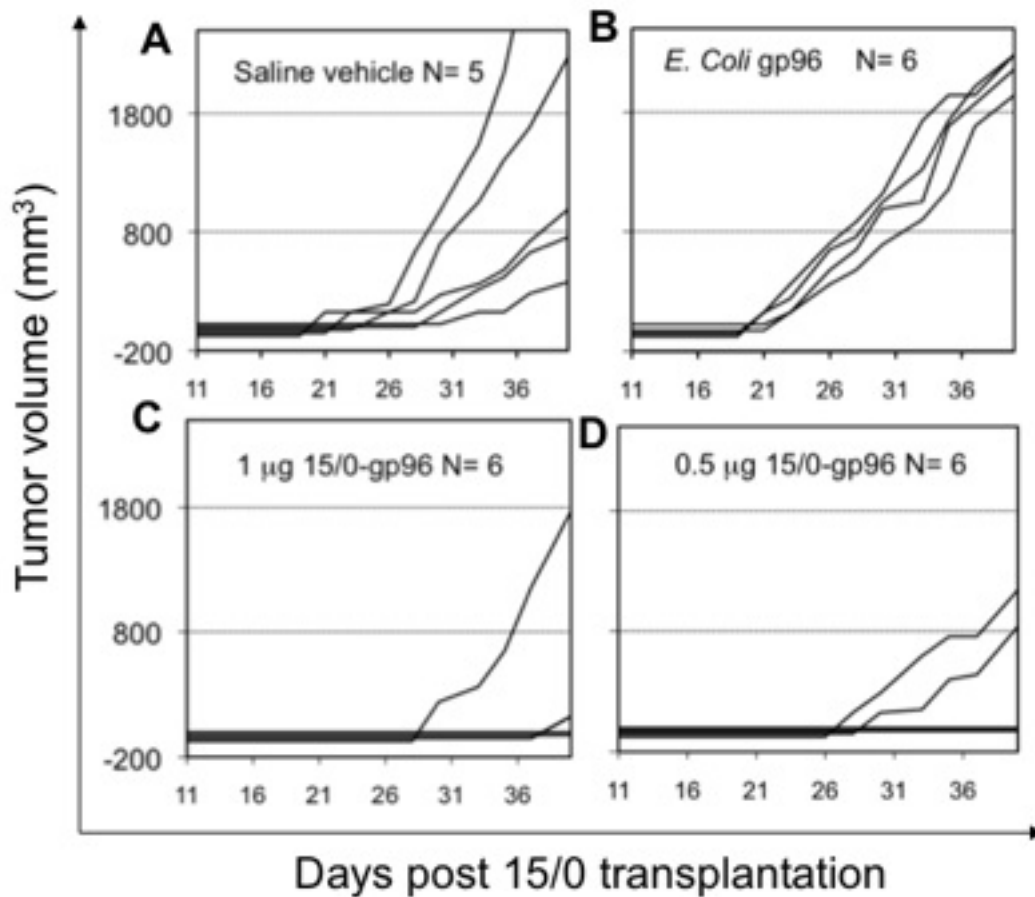 A
Saline vehicle N= 5
1800
800
-200
11 16 21 26 31 36
B
E. Coli gp96 N= 6
11 16 21 26 31 36
C
1 μg 15/0-gp96 N= 6
1800
800
-200
11 16 21 26 31 36
D
0.5 μg 15/0-gp96 N= 6
11 16 21 26 31 36
Tumor volume (mm³)
Days post 15/0 transplantation